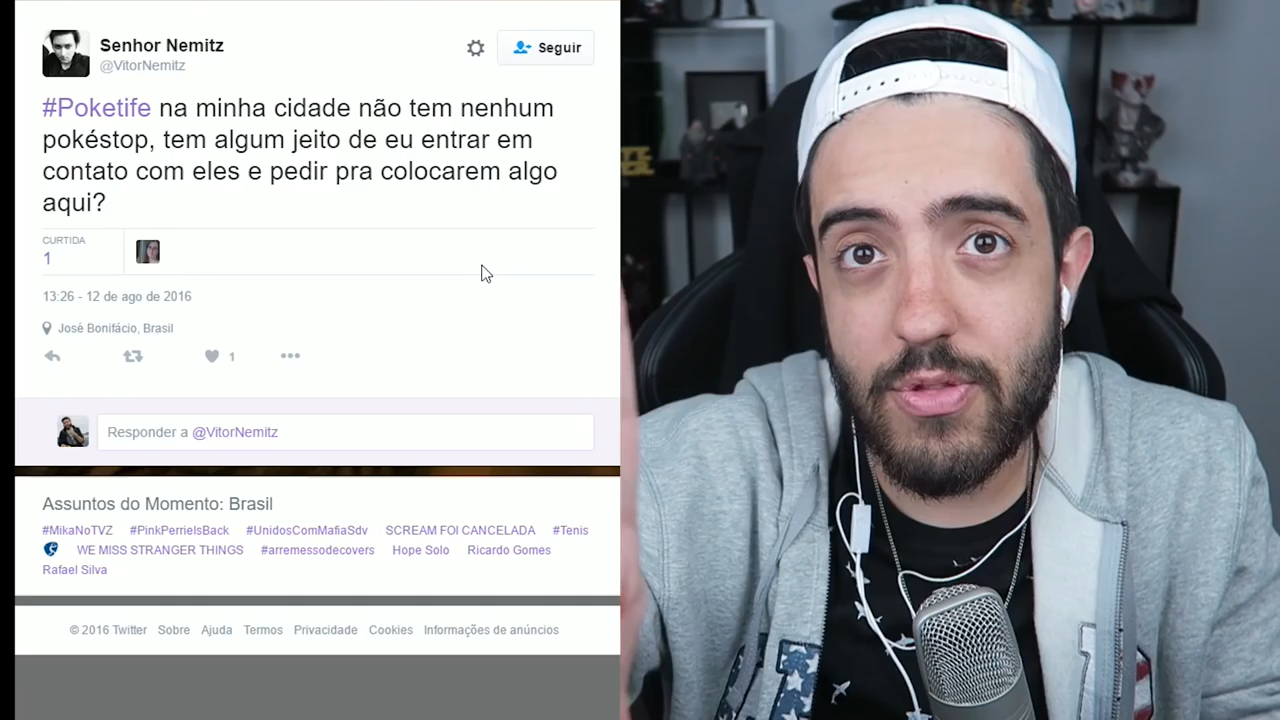 Senhor Nemitz
@VitorNemitz
Seguir
#Poketife na minha cidade não tem nenhum
pokéstop, tem algum jeito de eu entrar em
contato com eles e pedir pra colocarem algo
aqui?
CURTIDA
1
13:26 - 12 de ago de 2016
José Bonifácio, Brasil
1
Responder a @VitorNemitz
Assuntos do Momento: Brasil
#MikaNoTVZ #PinkPerrieIsBack #UnidosComMafiaSdv SCREAM FOI CANCELADA #Tenis
WE MISS STRANGER THINGS #arremessodecovers Hope Solo Ricardo Gomes
Rafael Silva
© 2016 Twitter Sobre Ajuda Termos Privacidade Cookies Informações de anúncios